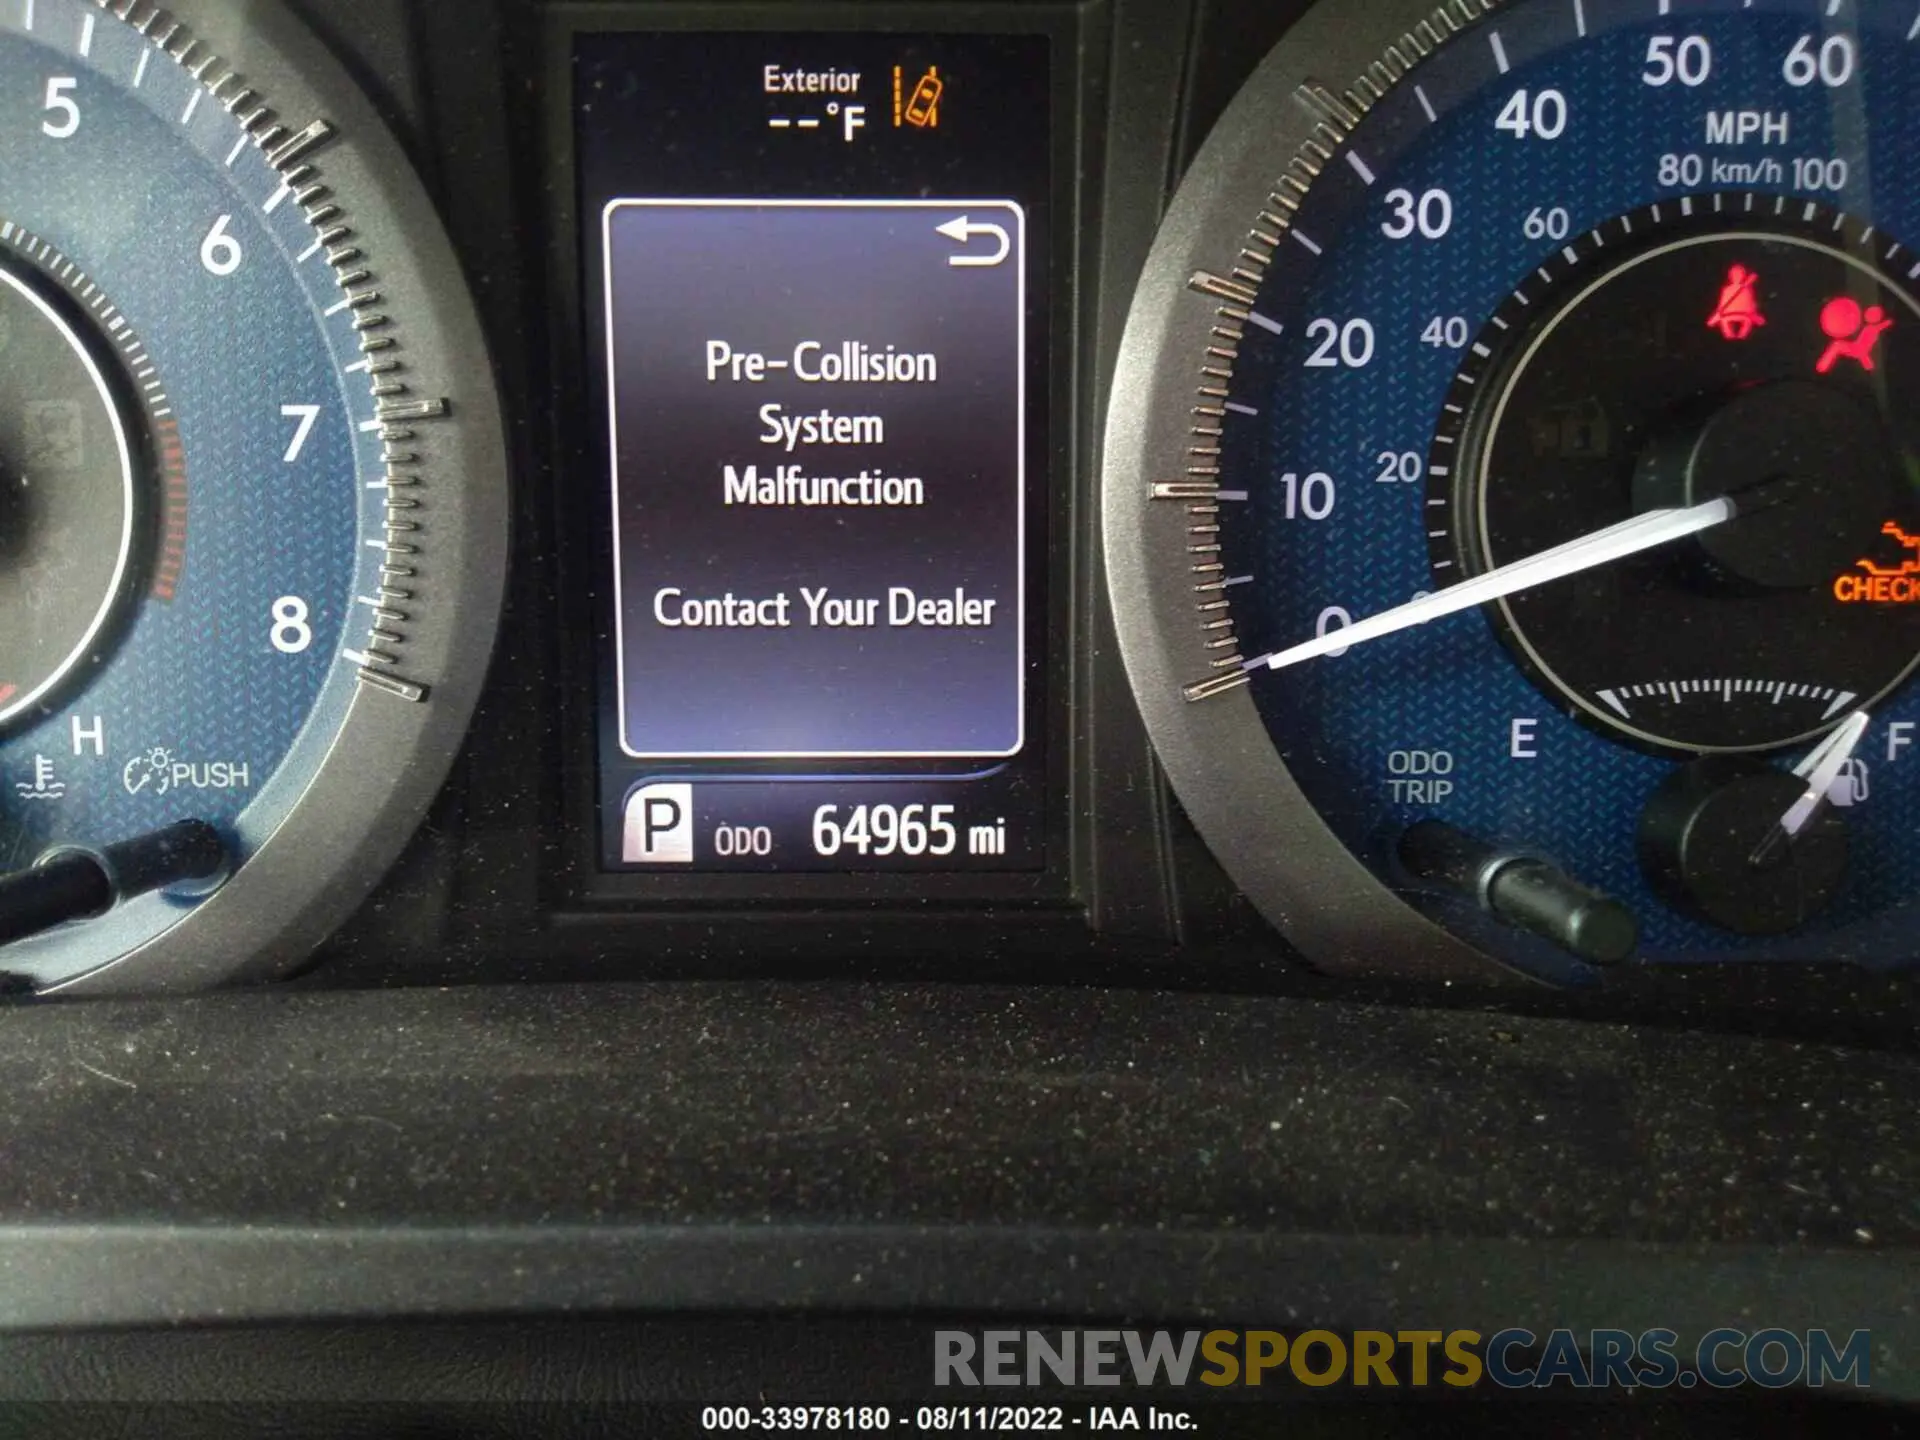 Exterior
--°F
5
6
7
8
H
PUSH
Pre-Collision
System
Malfunction
Contact Your Dealer
P ODO 64965 mi
50 60
40
MPH
80 km/h 100
30
60
20
40
10
20
0
0
CHECK
E
F
ODO
TRIP
RENEWSPORTSCARS.COM
000-33978180 - 08/11/2022 - IAA Inc.